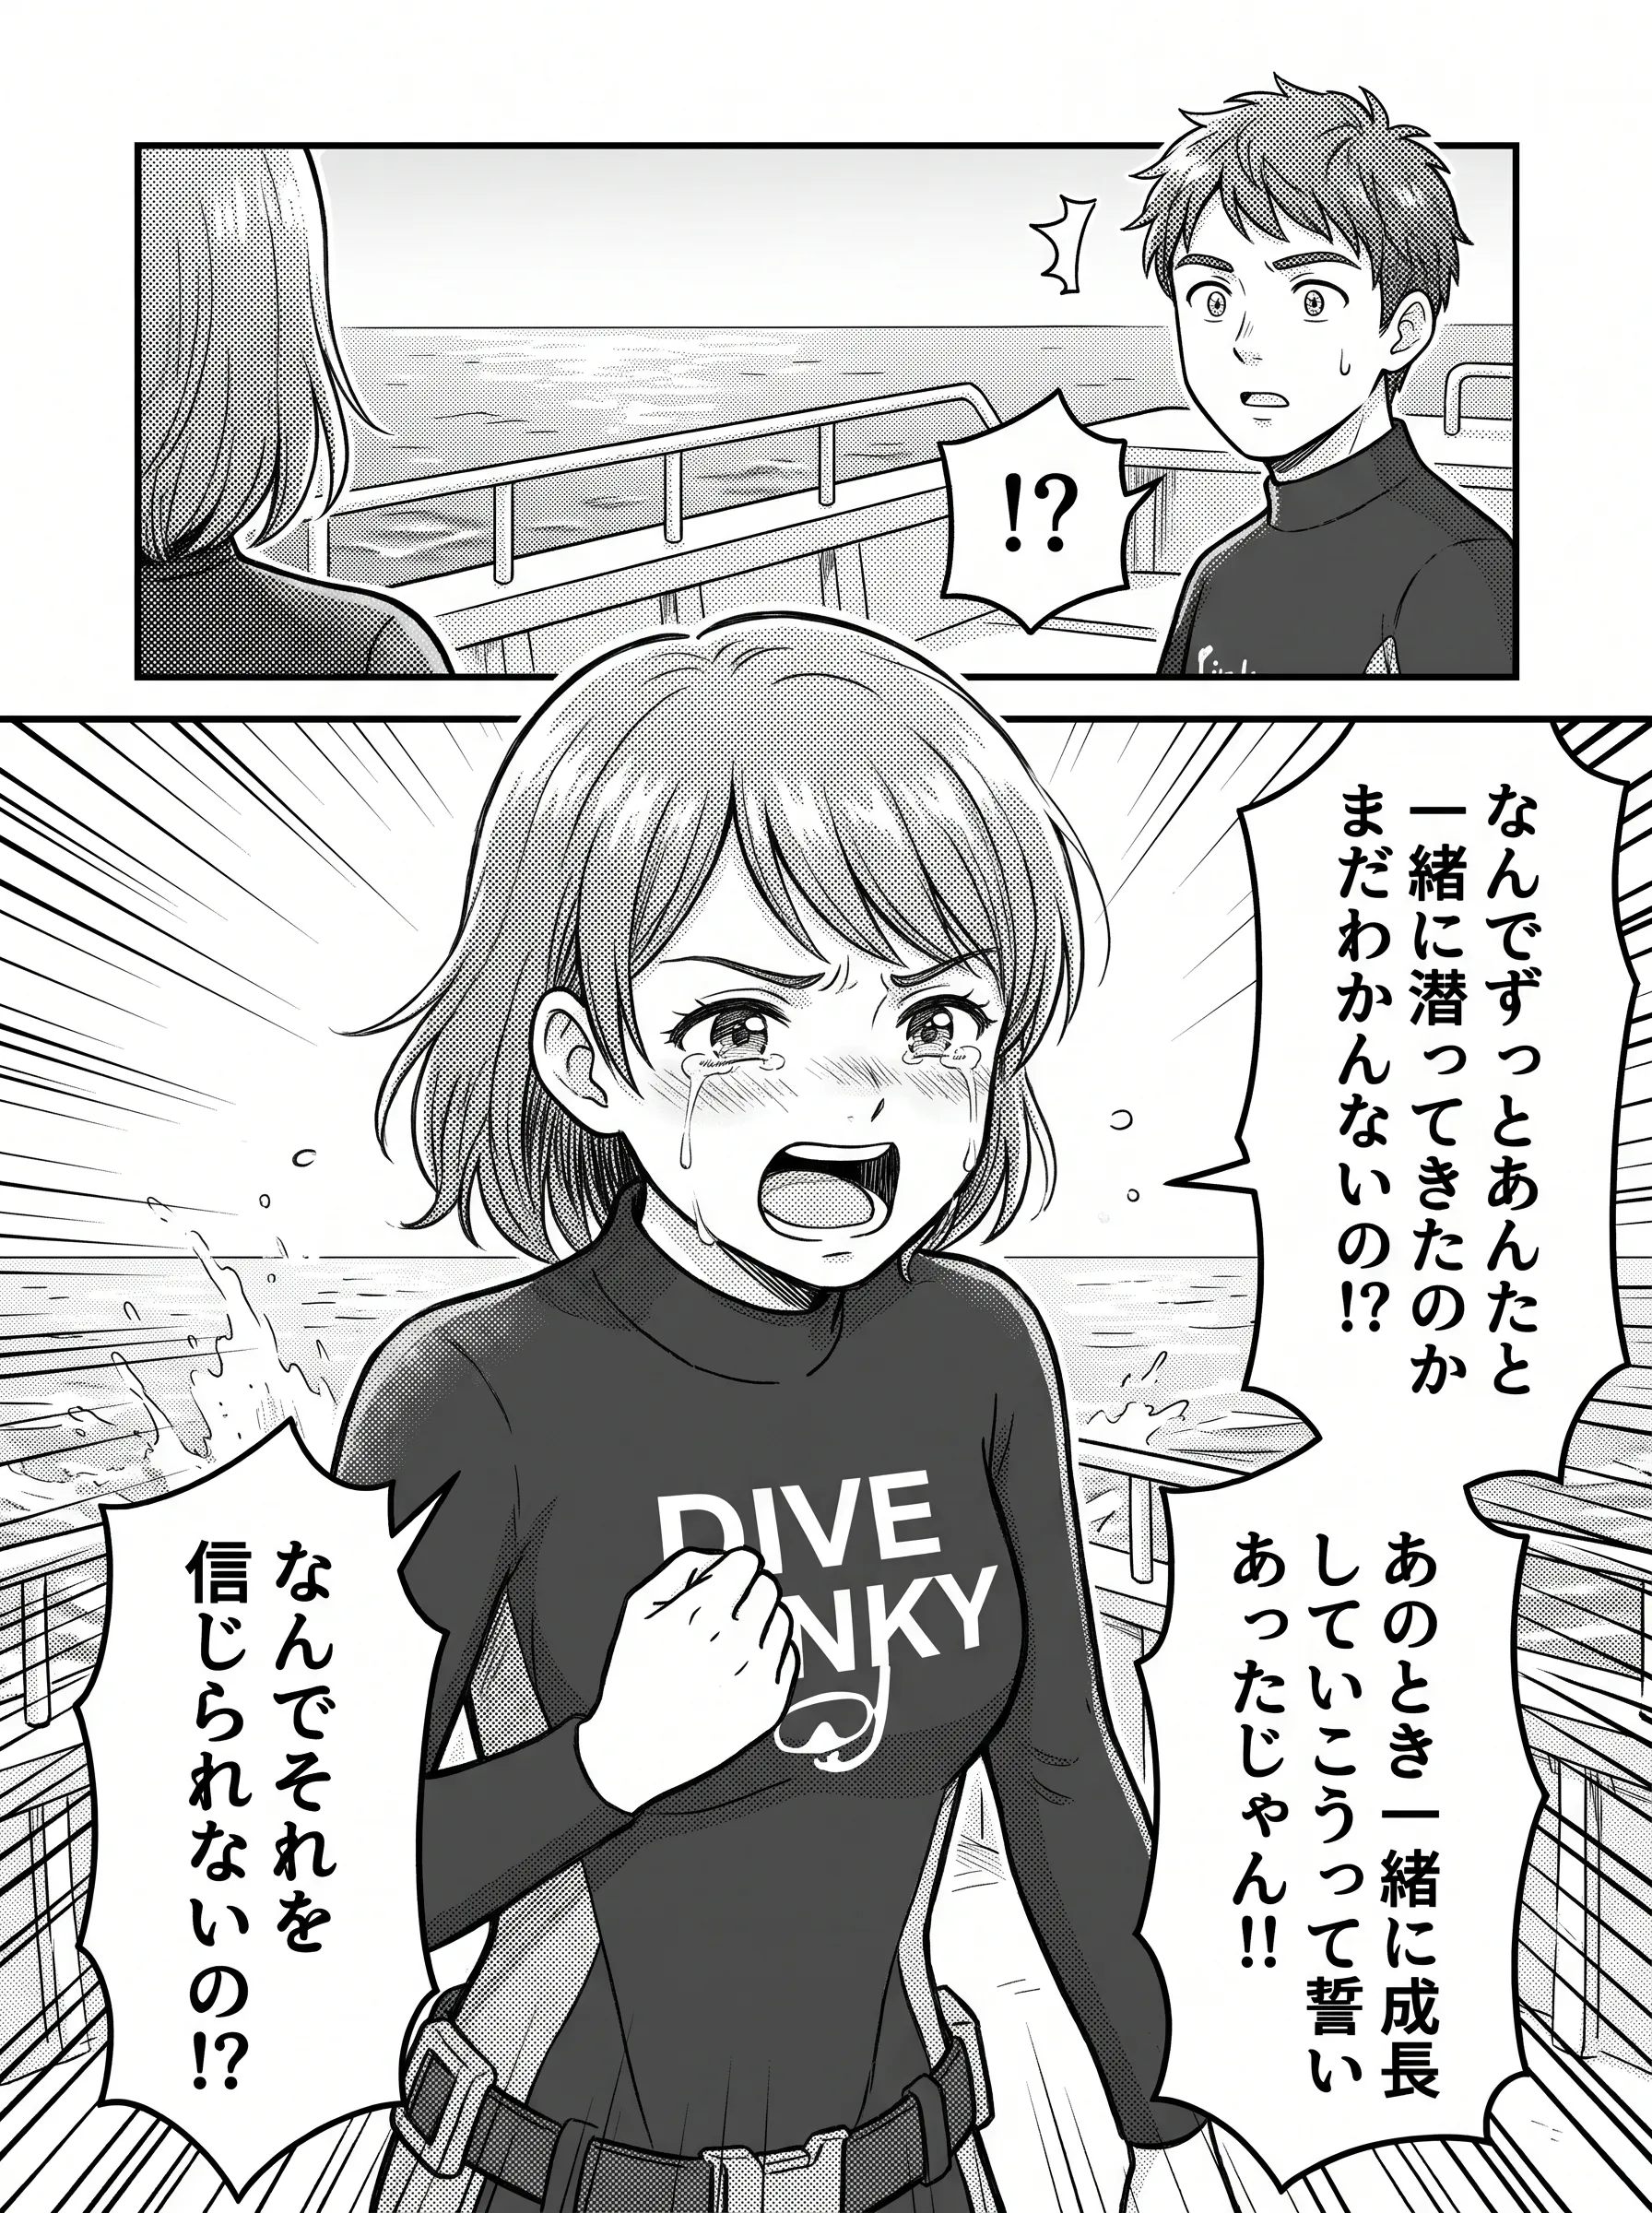 !?
なんでずっとあんたと
一緒に潜ってきたのか
まだわかんないの!?
あのとき一緒に成長
していこうって誓い
あったじゃん!!
なんでそれを
信じられないの!?
DIVE
NKY